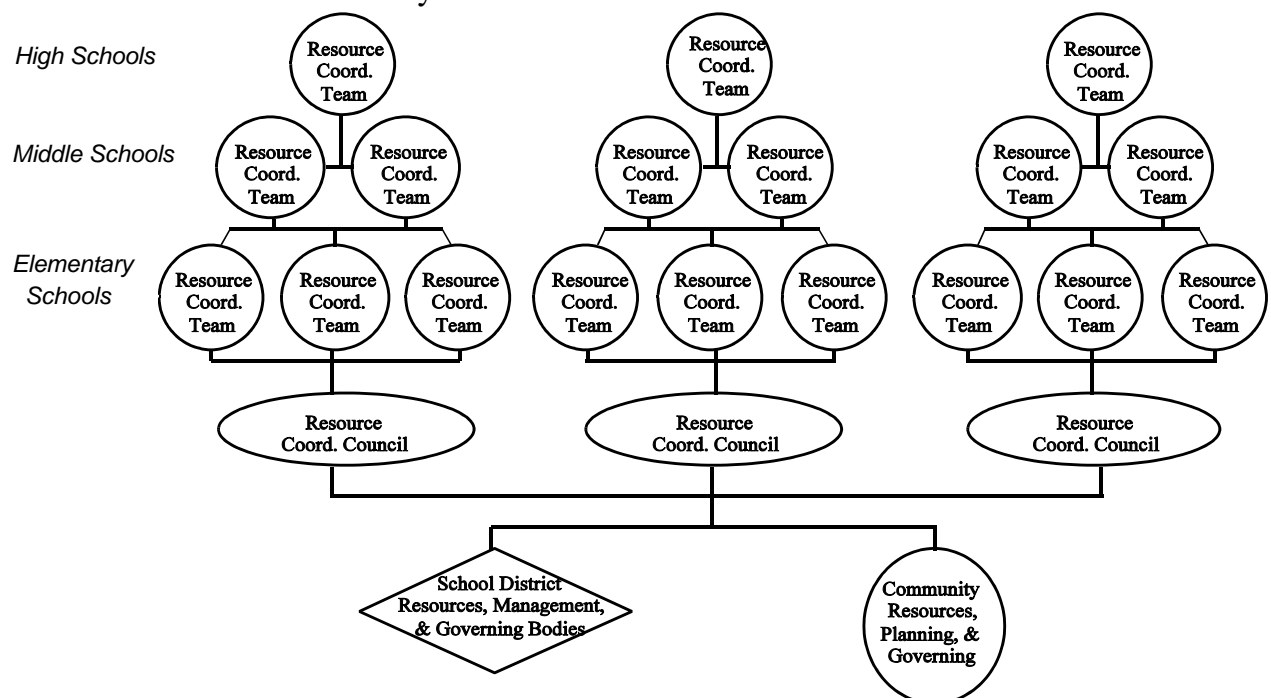 High Schools
Resource
Coord.
Team
Resource
Coord.
Team
Resource
Coord.
Team
Middle Schools
Resource
Coord.
Team
Resource
Coord.
Team
Resource
Coord.
Team
Resource
Coord.
Team
Resource
Coord.
Team
Resource
Coord.
Team
Elementary
Schools
Resource
Coord.
Team
Resource
Coord.
Team
Resource
Coord.
Team
Resource
Coord.
Team
Resource
Coord.
Team
Resource
Coord.
Team
Resource
Coord.
Team
Resource
Coord.
Team
Resource
Coord.
Team
Resource
Coord. Council
Resource
Coord. Council
Resource
Coord. Council
School District
Resources, Management,
& Governing Bodies
Community
Resources,
Planning, &
Governing